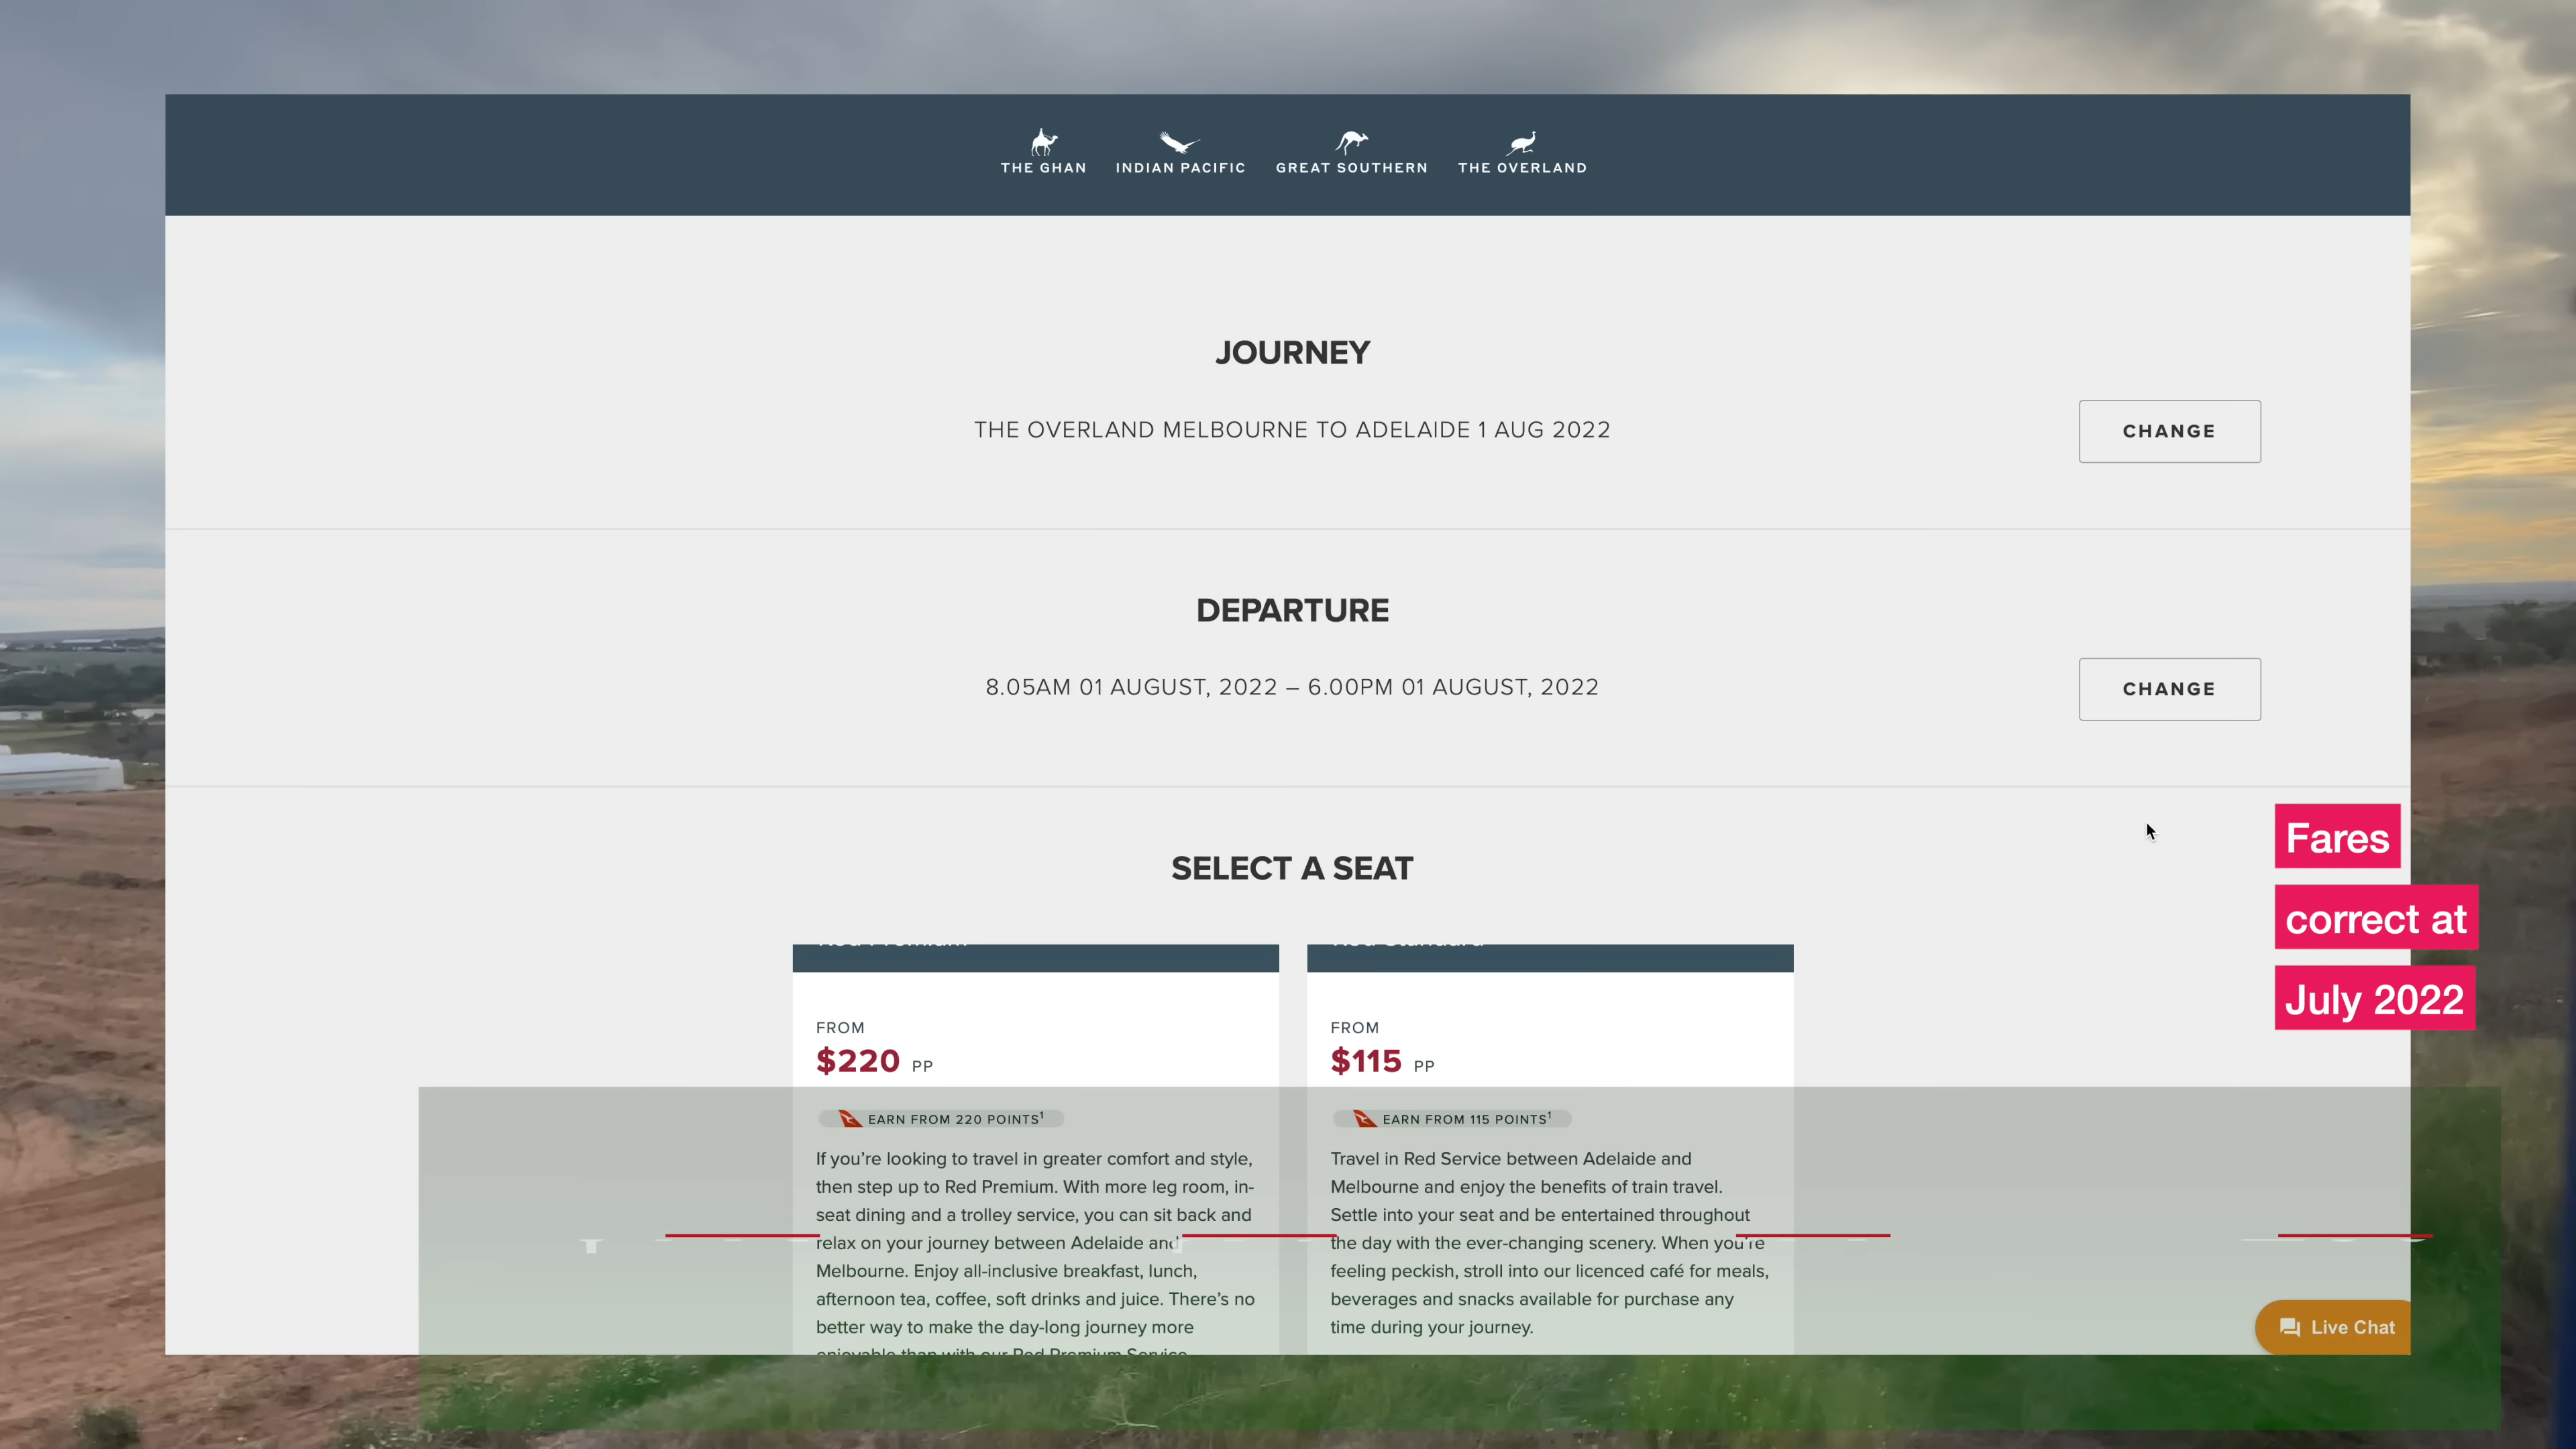 THE GHAN
INDIAN PACIFIC
GREAT SOUTHERN
THE OVERLAND
JOURNEY
THE OVERLAND MELBOURNE TO ADELAIDE 1 AUG 2022
CHANGE
DEPARTURE
8.05AM 01 AUGUST, 2022 – 6.00PM 01 AUGUST, 2022
CHANGE
SELECT A SEAT
FROM
$220 PP
EARN FROM 220 POINTS¹
If you're looking to travel in greater comfort and style,
then step up to Red Premium. With more leg room, in-
seat dining and a trolley service, you can sit back and
relax on your journey between Adelaide and
Melbourne. Enjoy all-inclusive breakfast, lunch,
afternoon tea, coffee, soft drinks and juice. There's no
better way to make the day-long journey more
enjoyable than with our Red Premium Service
FROM
$115 PP
EARN FROM 115 POINTS¹
Travel in Red Service between Adelaide and
Melbourne and enjoy the benefits of train travel.
Settle into your seat and be entertained throughout
the day with the ever-changing scenery. When you're
feeling peckish, stroll into our licenced café for meals,
beverages and snacks available for purchase any
time during your journey.
Fares
correct at
July 2022
Live Chat